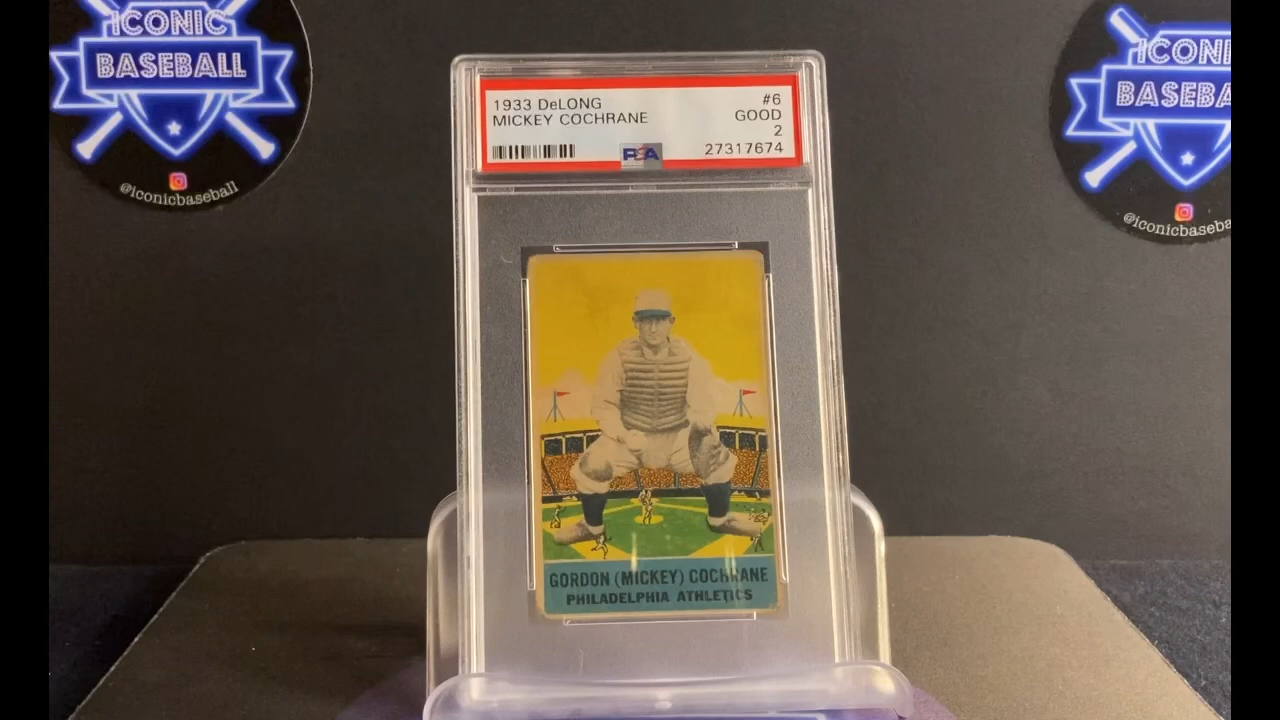 ICONIC
BASEBALL
@iconicbaseball
1933 DeLONG #6
MICKEY COCHRANE GOOD
2
PSA 27317674
GORDON (MICKEY) COCHRANE
PHILADELPHIA ATHLETICS
ICONI
BASEBA
@iconicbaseba